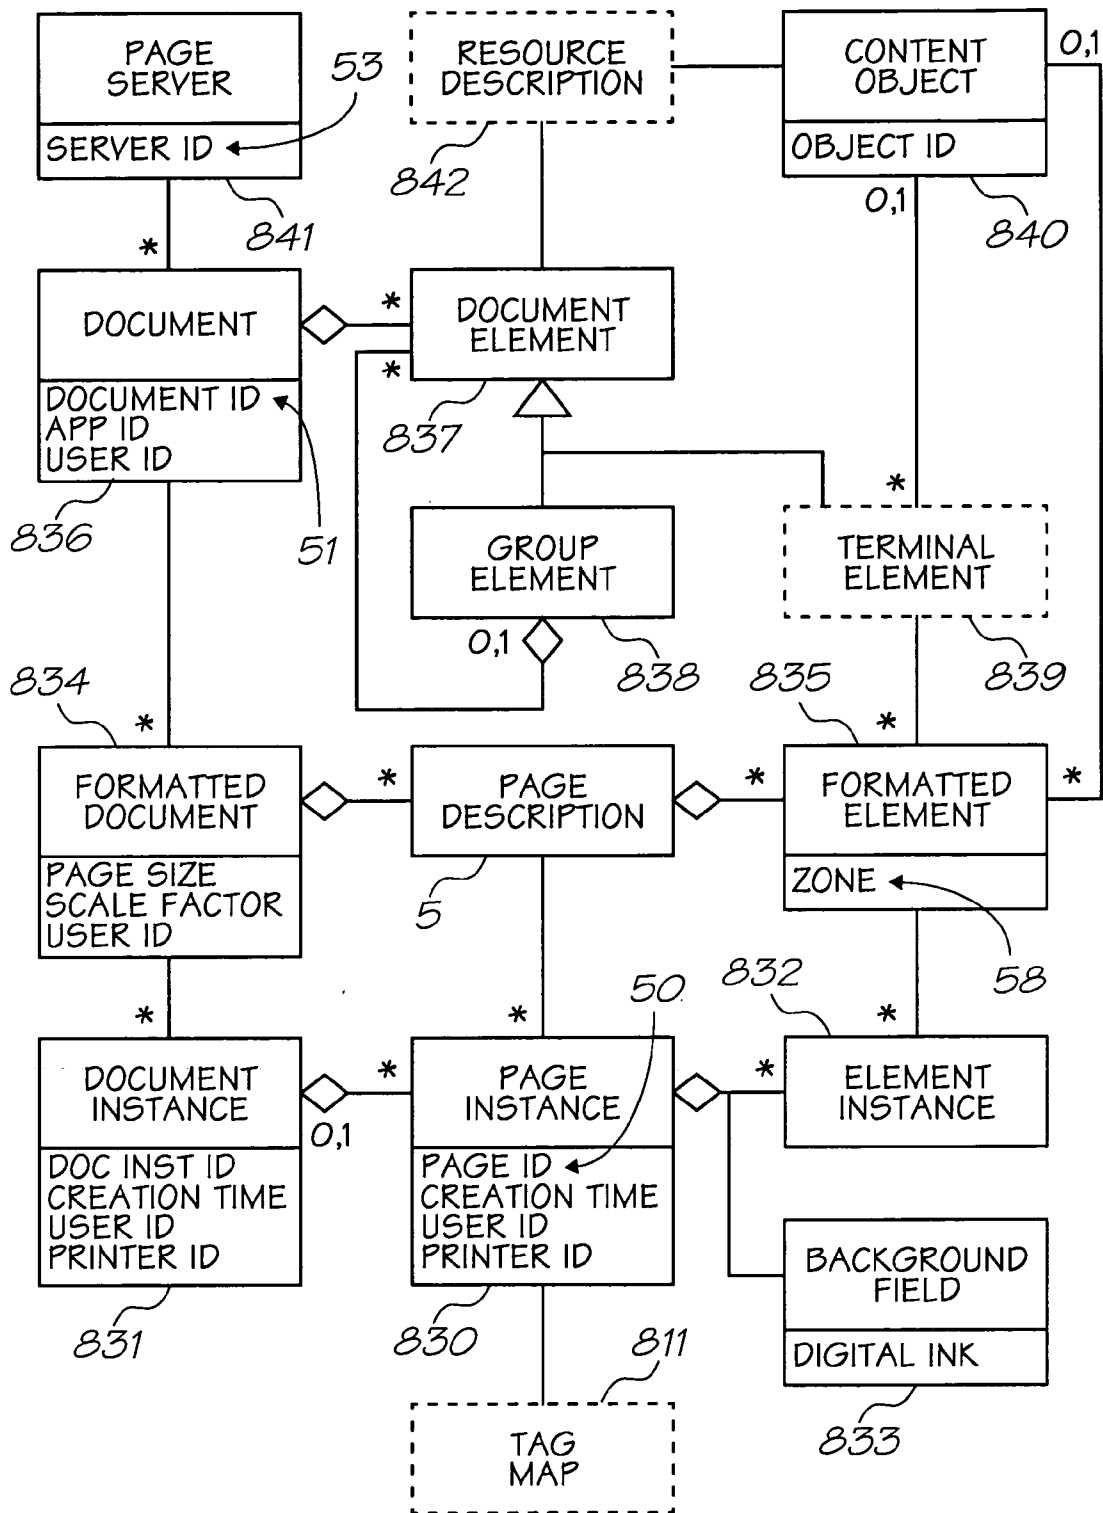 PAGE
SERVER
53
SERVER ID
841
*
RESOURCE
DESCRIPTION
842
CONTENT
OBJECT
0,1
OBJECT ID
0,1
840
DOCUMENT
*
DOCUMENT
ELEMENT
*
DOCUMENT ID
APP ID
USER ID
836
51
837
*
GROUP
ELEMENT
0,1
838
TERMINAL
ELEMENT
839
834
*
835
*
FORMATTED
DOCUMENT
*
PAGE
DESCRIPTION
*
FORMATTED
ELEMENT
*
PAGE SIZE
SCALE FACTOR
USER ID
5
ZONE
58
*
*
50
832
*
DOCUMENT
INSTANCE
0,1
*
PAGE
INSTANCE
*
ELEMENT
INSTANCE
DOC INST ID
CREATION TIME
USER ID
PRINTER ID
831
PAGE ID
CREATION TIME
USER ID
PRINTER ID
830
BACKGROUND
FIELD
DIGITAL INK
833
811
TAG
MAP